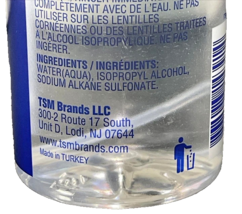 COMPLÈTEMENT AVEC DE L'EAU. NE PAS
UTILISER SUR LES LENTILLES
CORNÉENNES OU DES LENTILLES TRAITÉES
À L'ALCOOL ISOPROPYLIQUE. NE PAS
INGÉRER.
INGREDIENTS / INGRÉDIENTS:
WATER(AQUA), ISOPROPYL ALCOHOL,
SODIUM ALKANE SULFONATE.
TSM Brands LLC
300-2 Route 17 South,
Unit D, Lodi, NJ 07644
www.tsmbrands.com
Made in TURKEY